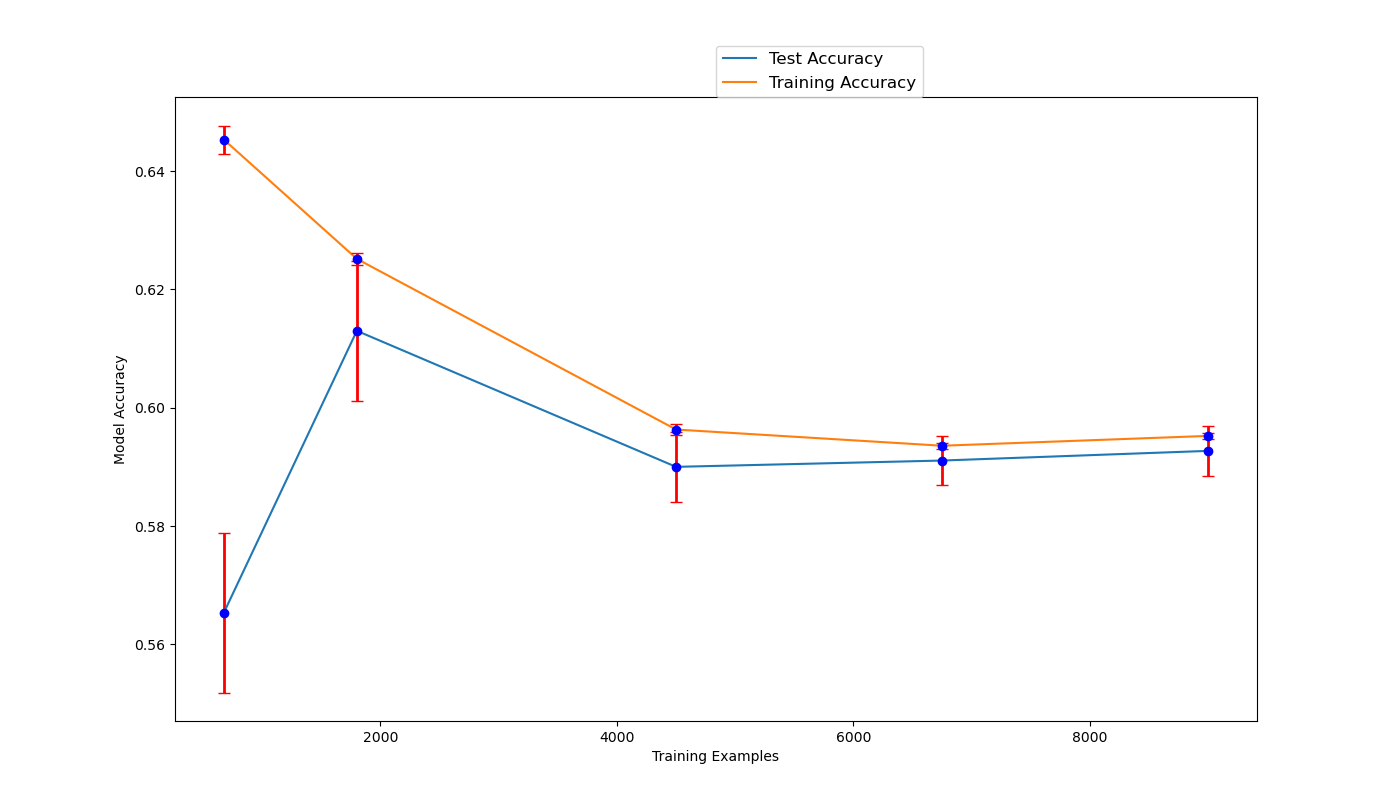 Test Accuracy
Training Accuracy
0.64
0.62
0.60
0.58
0.56
Model Accuracy
2000 4000 6000 8000
Training Examples